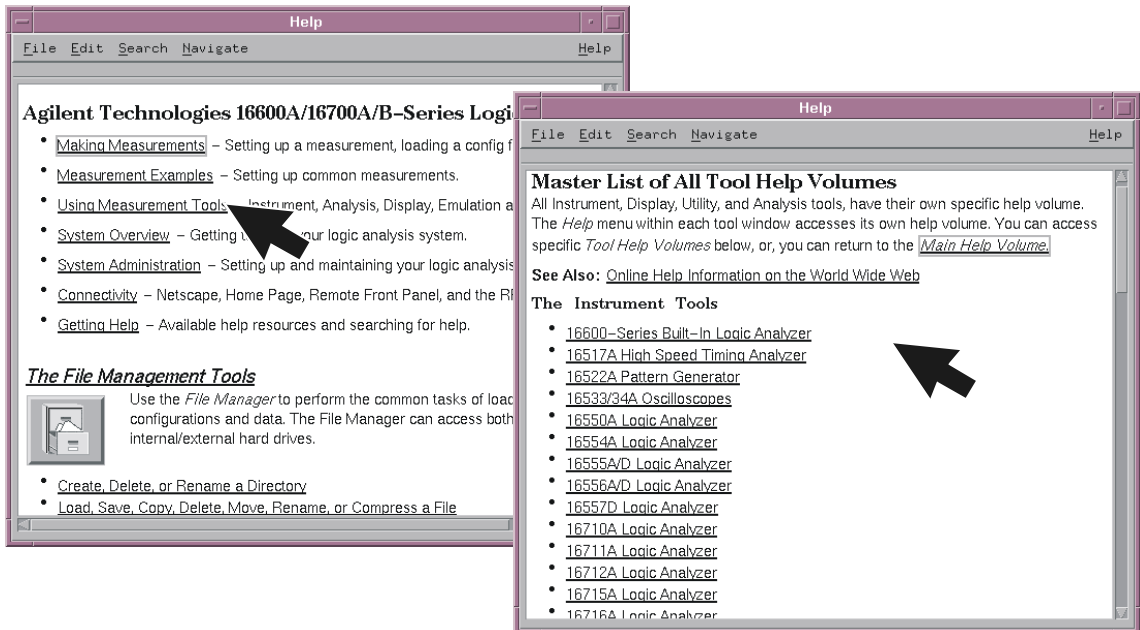 Help
File Edit Search Navigate Help
Agilent Technologies 16600A/16700A/B-Series Logi
• Making Measurements – Setting up a measurement, loading a config f
• Measurement Examples – Setting up common measurements.
• Using Measurement Tools – Instrument, Analysis, Display, Emulation a
• System Overview – Getting your logic analysis system.
• System Administration – Setting up and maintaining your logic analysis
• Connectivity – Netscape, Home Page, Remote Front Panel, and the
• Getting Help – Available help resources and searching for help.
The File Management Tools
Use the File Manager to perform the common tasks of load
configurations and data. The File Manager can access both
internal/external hard drives.
• Create, Delete, or Rename a Directory
• Load, Save, Copy, Delete, Move, Rename, or Compress a File
Help
File Edit Search Navigate Help
Master List of All Tool Help Volumes
All Instrument, Display, Utility, and Analysis tools, have their own specific help volume.
The Help menu within each tool window accesses its own help volume. You can access
specific Tool Help Volumes below, or, you can return to the Main Help Volume.
See Also: Online Help Information on the World Wide Web
The Instrument Tools
• 16600-Series Built-In Logic Analyzer
• 16517A High Speed Timing Analyzer
• 16522A Pattern Generator
• 16533/34A Oscilloscopes
• 16550A Logic Analyzer
• 16554A Logic Analyzer
• 16555A/D Logic Analyzer
• 16556A/D Logic Analyzer
• 16557D Logic Analyzer
• 16710A Logic Analyzer
• 16711A Logic Analyzer
• 16712A Logic Analyzer
• 16715A Logic Analyzer
• 16716A Logic Analyzer